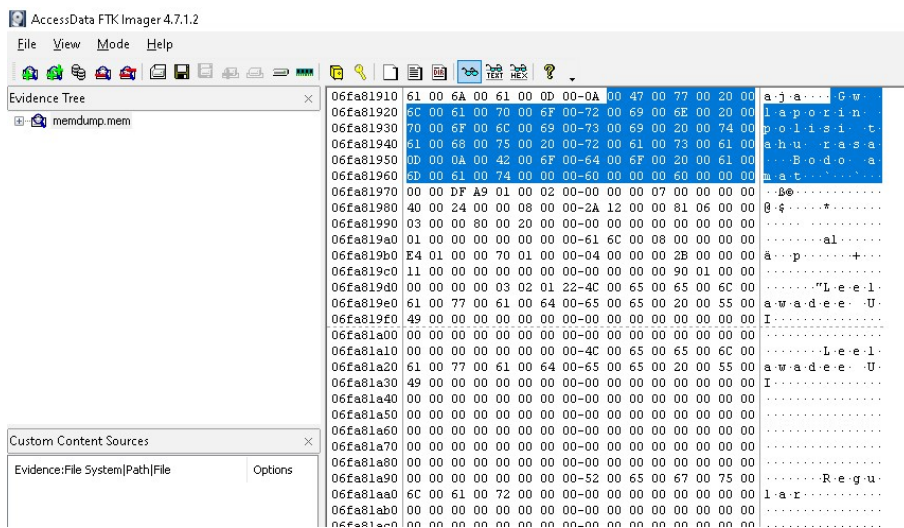 AccessData FTK Imager 4.7.1.2
File View Mode Help
Evidence Tree
memdump.mem
Custom Content Sources
Evidence:File System|Path|File Options
06fa81910 61 00 6A 00 61 00 0D 00-0A 00 47 00 77 00 20 00 a·j·a·····G·w· ·
06fa81920 6C 00 61 00 70 00 6F 00-72 00 69 00 6E 00 20 00 l·a·p·o·r·i·n· ·
06fa81930 70 00 6F 00 6C 00 69 00-73 00 69 00 20 00 74 00 p·o·l·i·s·i· ·t·
06fa81940 61 00 68 00 75 00 20 00-72 00 61 00 73 00 61 00 a·h·u· ·r·a·s·a·
06fa81950 0D 00 0A 00 42 00 6F 00-64 00 6F 00 20 00 61 00 ····B·o·d·o· ·a·
06fa81960 6D 00 61 00 74 00 00 00-60 00 00 00 60 00 00 00 m·a·t···`···`···
06fa81970 00 00 DF A9 01 00 02 00-00 00 00 07 00 00 00 00 ··ß©············
06fa81980 40 00 24 00 00 08 00 00-2A 12 00 00 81 06 00 00 @·$·····*·······
06fa81990 03 00 00 80 00 20 00 00-00 00 00 00 00 00 00 00 ····· ··········
06fa819a0 01 00 00 00 00 00 00 00-61 6C 00 08 00 00 00 00 ········al······
06fa819b0 E4 01 00 00 70 01 00 00-04 00 00 00 2B 00 00 00 ä···p·······+···
06fa819c0 11 00 00 00 00 00 00 00-00 00 00 00 90 01 00 00 ················
06fa819d0 00 00 00 00 03 02 01 22-4C 00 65 00 65 00 6C 00 ·······"L·e·e·l·
06fa819e0 61 00 77 00 61 00 64 00-65 00 65 00 20 00 55 00 a·w·a·d·e·e· ·U·
06fa819f0 49 00 00 00 00 00 00 00-00 00 00 00 00 00 00 00 I···············
06fa81a00 00 00 00 00 00 00 00 00-00 00 00 00 00 00 00 00 ················
06fa81a10 00 00 00 00 00 00 00 00-4C 00 65 00 65 00 6C 00 ········L·e·e·l·
06fa81a20 61 00 77 00 61 00 64 00-65 00 65 00 20 00 55 00 a·w·a·d·e·e· ·U·
06fa81a30 49 00 00 00 00 00 00 00-00 00 00 00 00 00 00 00 I···············
06fa81a40 00 00 00 00 00 00 00 00-00 00 00 00 00 00 00 00 ················
06fa81a50 00 00 00 00 00 00 00 00-00 00 00 00 00 00 00 00 ················
06fa81a60 00 00 00 00 00 00 00 00-00 00 00 00 00 00 00 00 ················
06fa81a70 00 00 00 00 00 00 00 00-00 00 00 00 00 00 00 00 ················
06fa81a80 00 00 00 00 00 00 00 00-00 00 00 00 00 00 00 00 ················
06fa81a90 00 00 00 00 00 00 00 00-52 00 65 00 67 00 75 00 ········R·e·g·u·
06fa81aa0 6C 00 61 00 72 00 00 00-00 00 00 00 00 00 00 00 l·a·r···········
06fa81ab0 00 00 00 00 00 00 00 00-00 00 00 00 00 00 00 00 ················
06fa81ac0 00 00 00 00 00 00 00 00-00 00 00 00 00 00 00 00